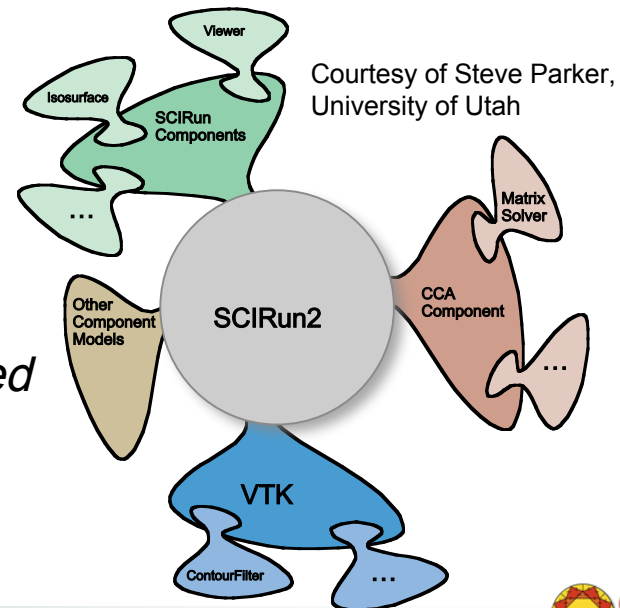 Viewer
Courtesy of Steve Parker,
University of Utah
Isosurface
SCIRun
Components
...
Matrix
Solver
CCA
Component
...
Other
Component
Models
SCIRun2
ed
VTK
ContourFilter
...